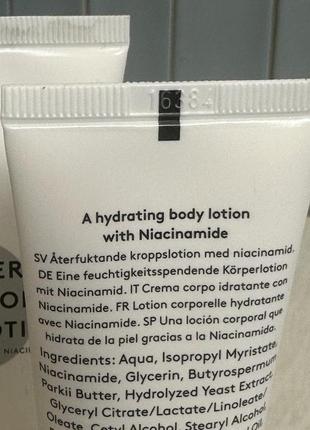 16384
A hydrating body lotion
with Niacinamide
SV Återfuktande kroppslotion med niacinamid.
DE Eine feuchtigkeitsspendende Körperlotion
mit Niacinamid. IT Crema corpo idratante con
Niacinamide. FR Lotion corporelle hydratante
avec Niacinamide. SP Una loción corporal que
hidrata de la piel gracias a la Niacinamida.
Ingredients: Aqua, Isopropyl Myristate,
Niacinamide, Glycerin, Butyrospermum
Parkii Butter, Hydrolyzed Yeast Extract,
Glyceryl Citrate/Lactate/Linoleate/
Oleate, Cetyl Alcohol, Stearyl Alcohol,
Oil,